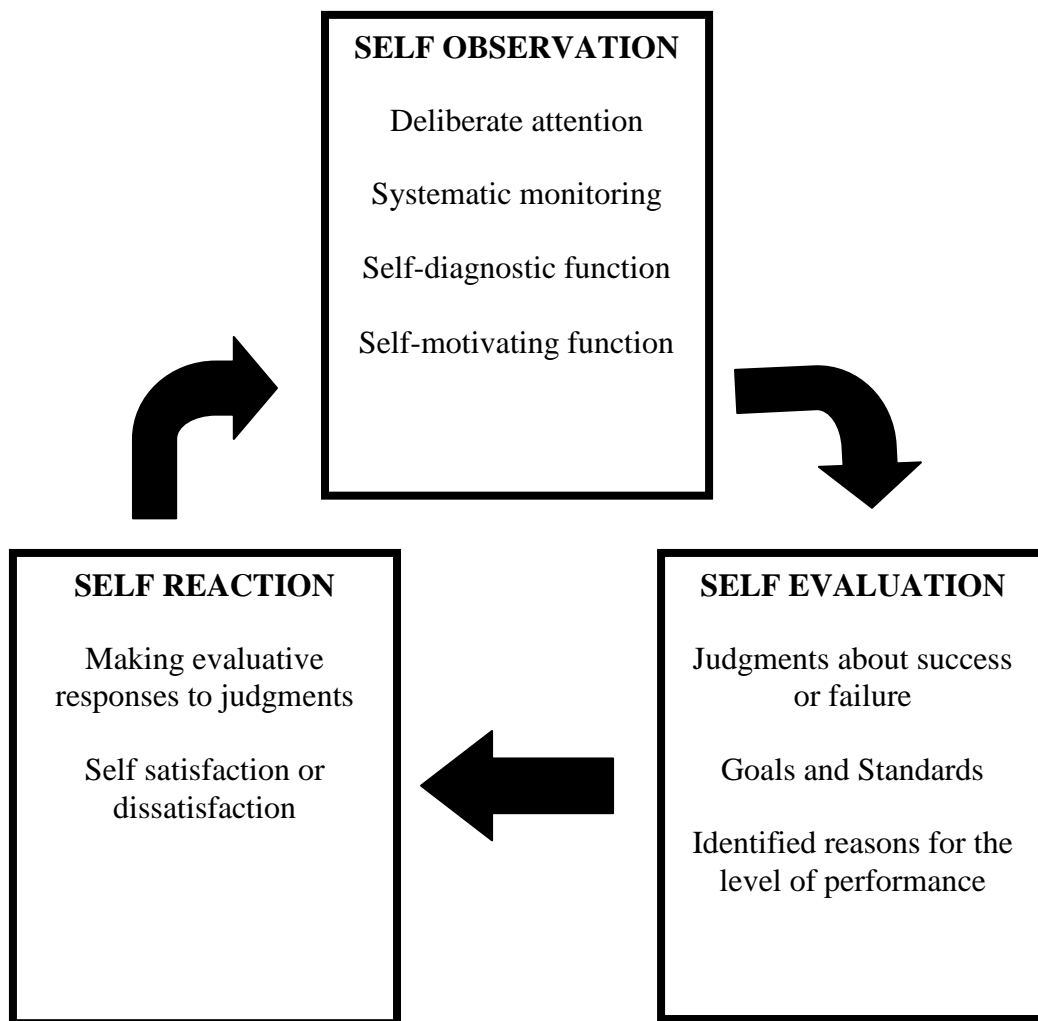 SELF OBSERVATION
Deliberate attention
Systematic monitoring
Self-diagnostic function
Self-motivating function
SELF REACTION
Making evaluative
responses to judgments
Self satisfaction or
dissatisfaction
SELF EVALUATION
Judgments about success
or failure
Goals and Standards
Identified reasons for the
level of performance